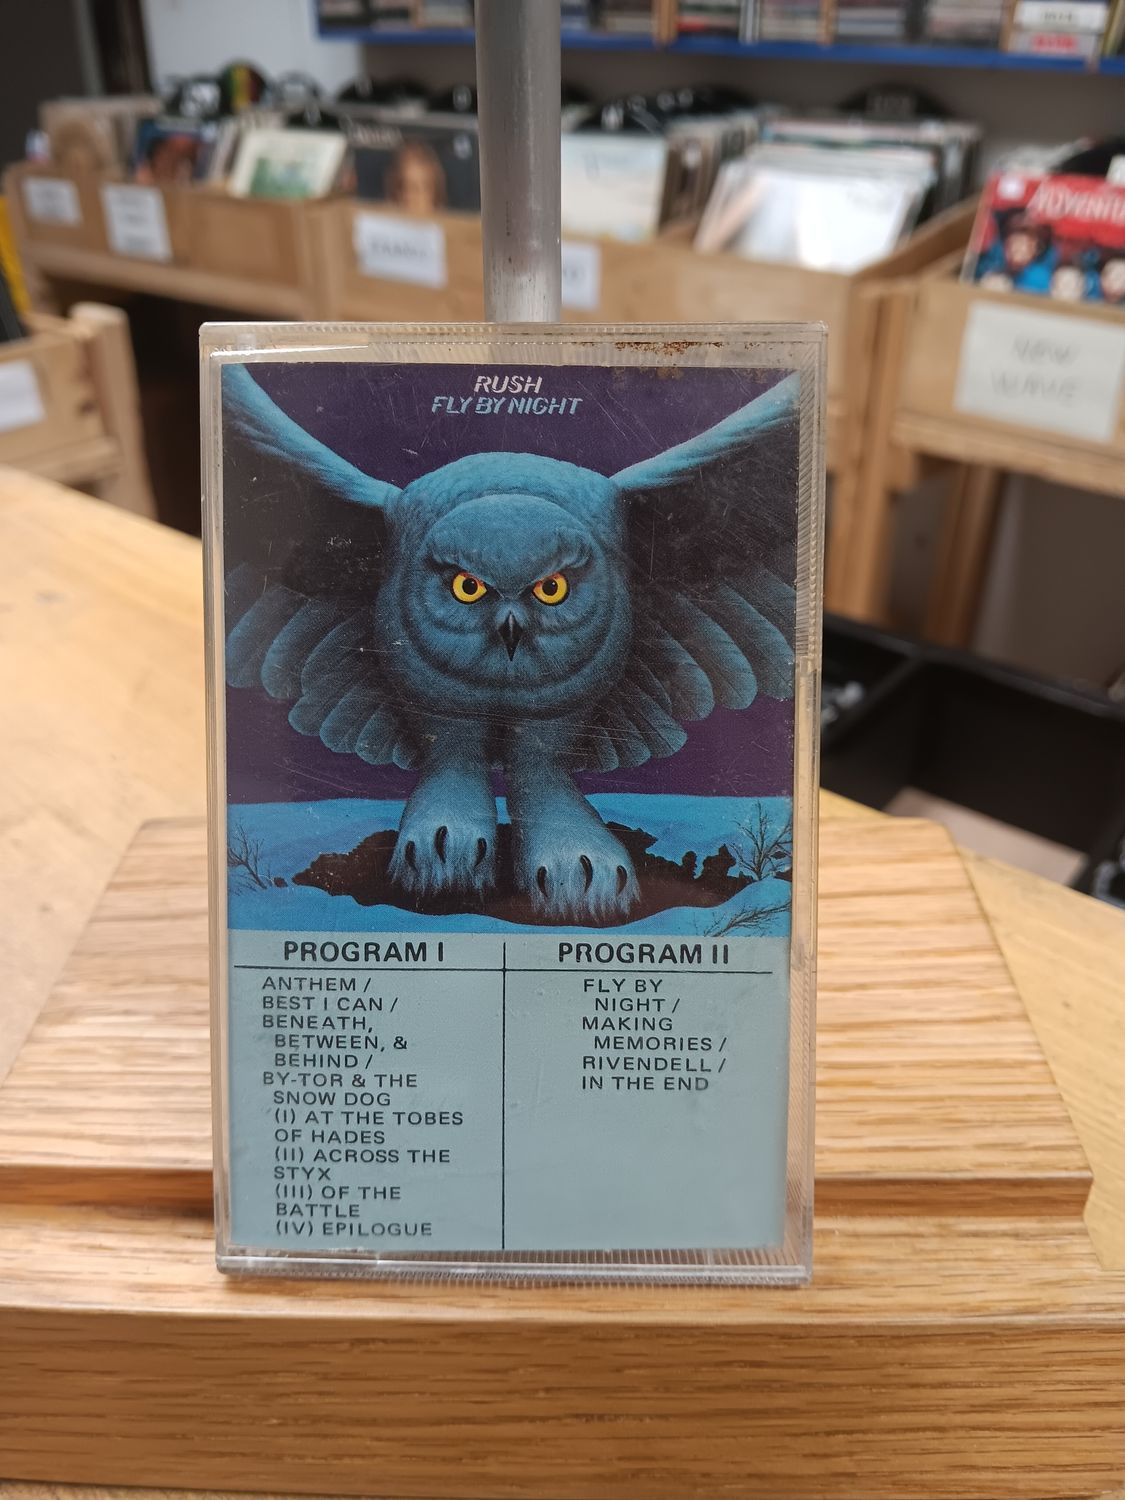 RUSH
FLY BY NIGHT
PROGRAM I
ANTHEM /
BEST I CAN /
BENEATH,
BETWEEN, &
BEHIND /
BY-TOR & THE
SNOW DOG
(I) AT THE TOBES
OF HADES
(II) ACROSS THE
STYX
(III) OF THE
BATTLE
(IV) EPILOGUE
PROGRAM II
FLY BY
NIGHT /
MAKING
MEMORIES /
RIVENDELL /
IN THE END
NEW
WAVE